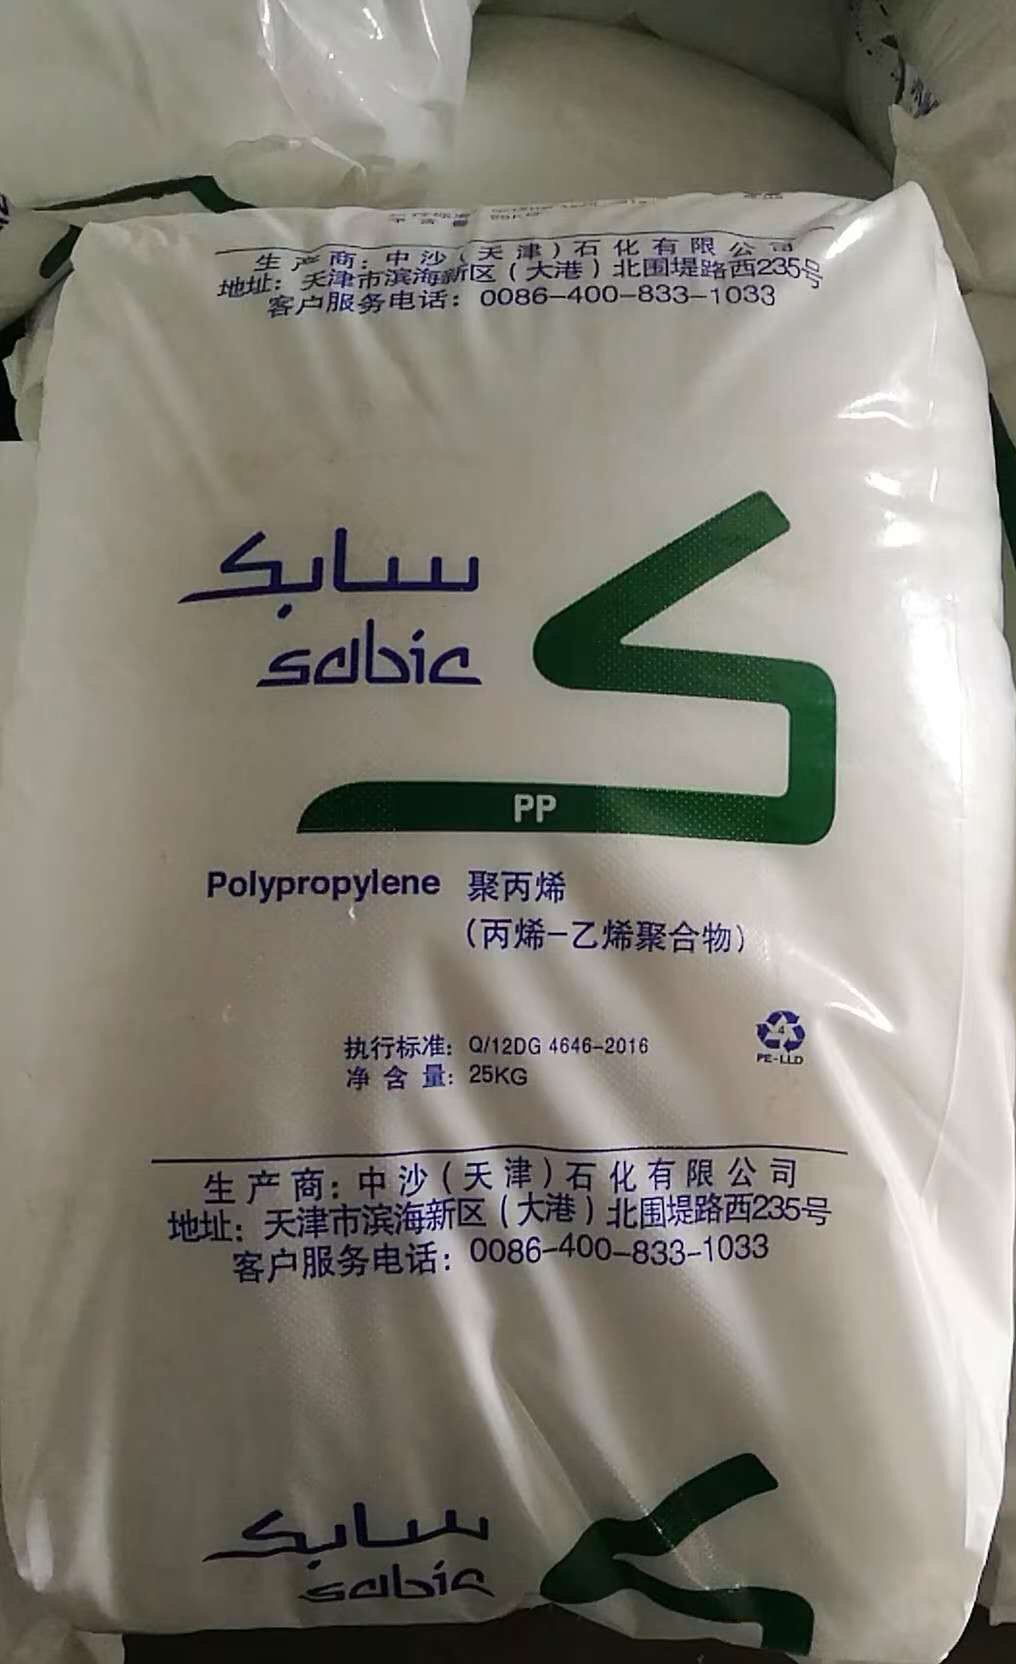 生产商：中沙（天津）石化有限公司
地址：天津市滨海新区（大港）北围堤路西235号
客户服务电话：0086-400-833-1033
سابك
sabic
PP
Polypropylene 聚丙烯
（丙烯-乙烯聚合物）
执行标准：Q/12DG 4646-2016
净含量：25KG
4
PE-LLD
生产商：中沙（天津）石化有限公司
地址：天津市滨海新区（大港）北围堤路西235号
客户服务电话：0086-400-833-1033
سابك
sabic